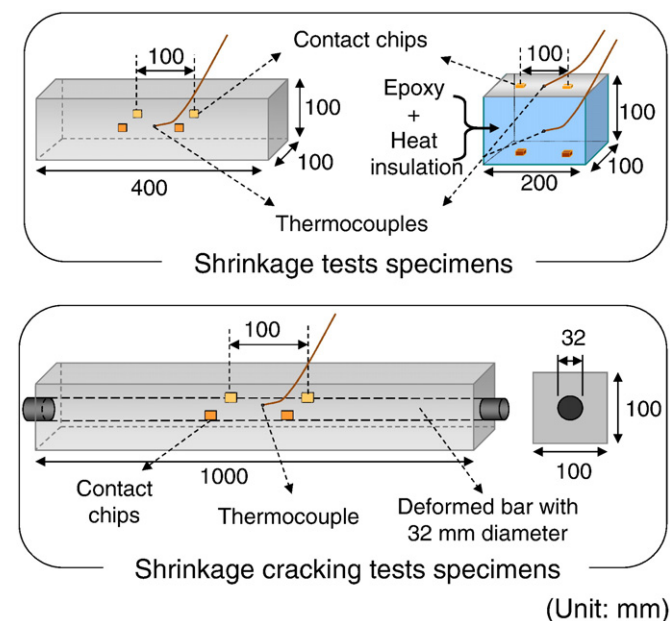 Contact chips
100
100
100
100
400
Epoxy
+
Heat
insulation
100
100
200
Thermocouples
Shrinkage tests specimens
100
32
100
100
1000
Contact
chips
Thermocouple
Deformed bar with
32 mm diameter
Shrinkage cracking tests specimens
(Unit: mm)